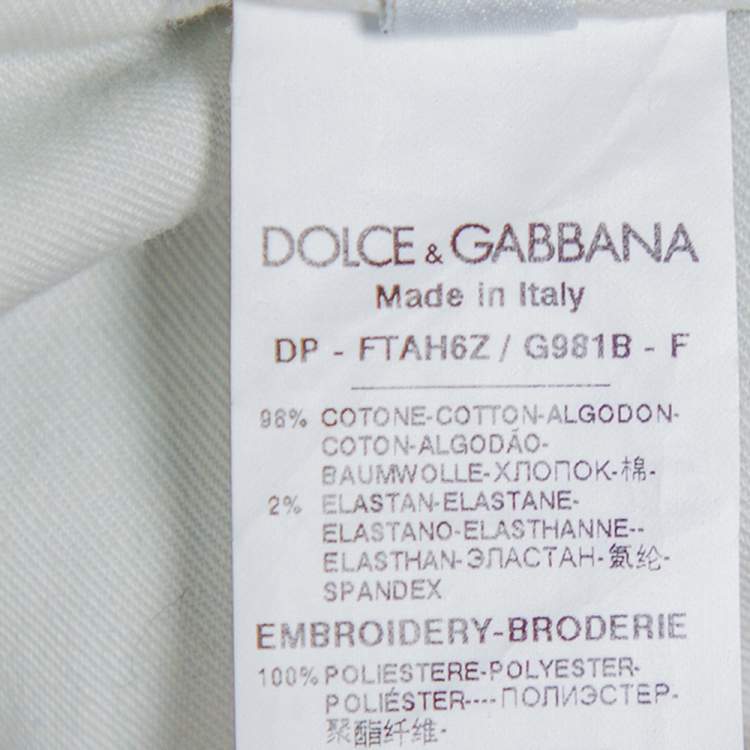 DOLCE & GABBANA
Made in Italy
DP - FTAH6Z / G981B - F
98% COTONE-COTTON-ALGODON-
COTON-ALGODÃO-
BAUMWOLLE-ХЛОПОК-棉-
2% ELASTAN-ELASTANE-
ELASTANO-ELASTHANNE--
ELASTHAN-ЭЛАСТАН-氨纶-
SPANDEX
EMBROIDERY-BRODERIE
100% POLIESTERE-POLYESTER-
POLIÉSTER----ПОЛИЭСТЕР-
聚酯纤维-